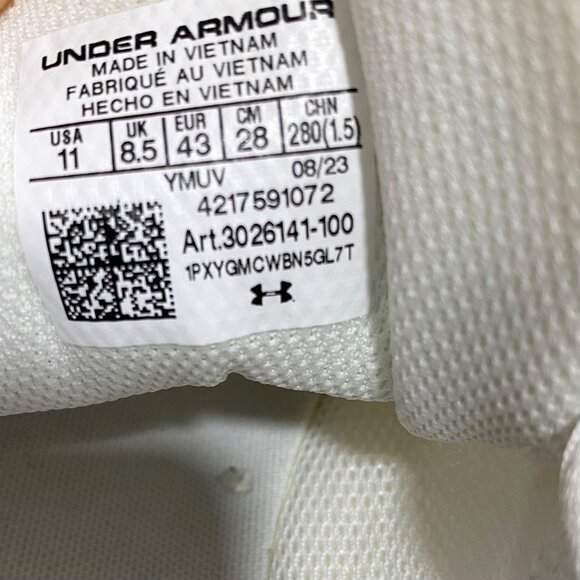 UNDER ARMOUR
MADE IN VIETNAM
FABRIQUÉ AU VIETNAM
HECHO EN VIETNAM
USA UK EUR CM CHN
11 8.5 43 28 280(1.5)
YMUV 08/23
4217591072
Art.3026141-100
1PXYGMCWBN5GL7T